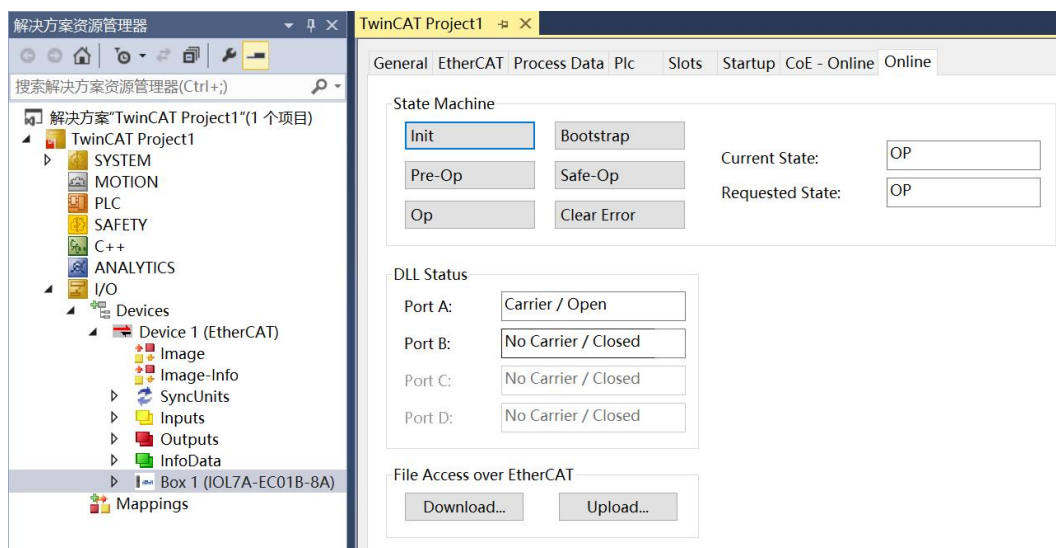 解决方案资源管理器
搜索解决方案资源管理器(Ctrl+;)
解决方案"TwinCAT Project1"(1 个项目)
TwinCAT Project1
SYSTEM
MOTION
PLC
SAFETY
C++
ANALYTICS
I/O
Devices
Device 1 (EtherCAT)
Image
Image-Info
SyncUnits
Inputs
Outputs
InfoData
Box 1 (IOL7A-EC01B-8A)
Mappings
TwinCAT Project1
General EtherCAT Process Data Plc Slots Startup CoE - Online Online
State Machine
Init Bootstrap
Pre-Op Safe-Op
Op Clear Error
Current State: OP
Requested State: OP
DLL Status
Port A: Carrier / Open
Port B: No Carrier / Closed
Port C: No Carrier / Closed
Port D: No Carrier / Closed
File Access over EtherCAT
Download... Upload...